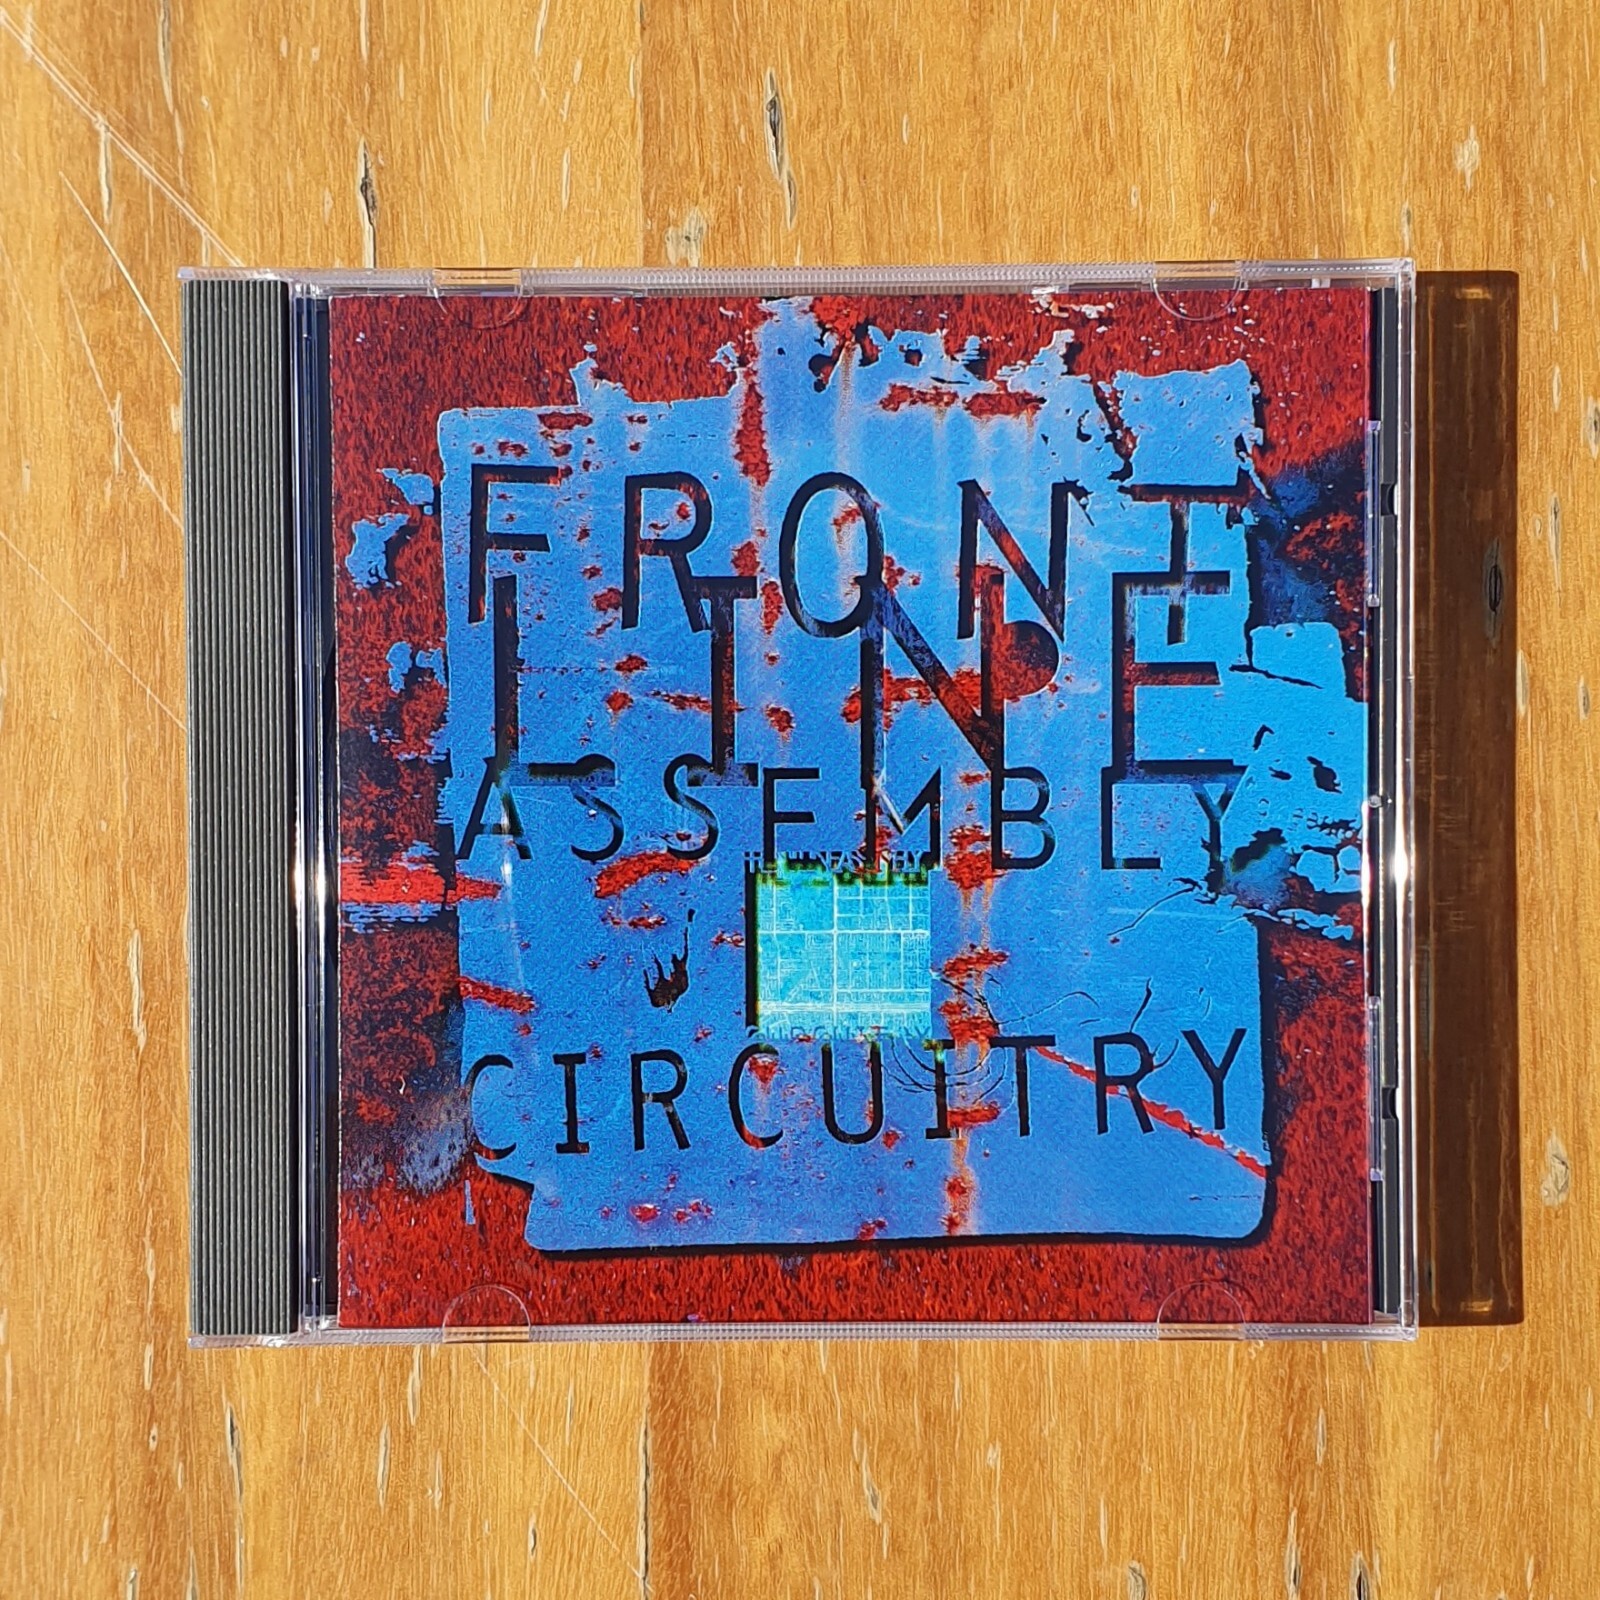 FRONT
LINE
ASSEMBLY
CIRCUITRY